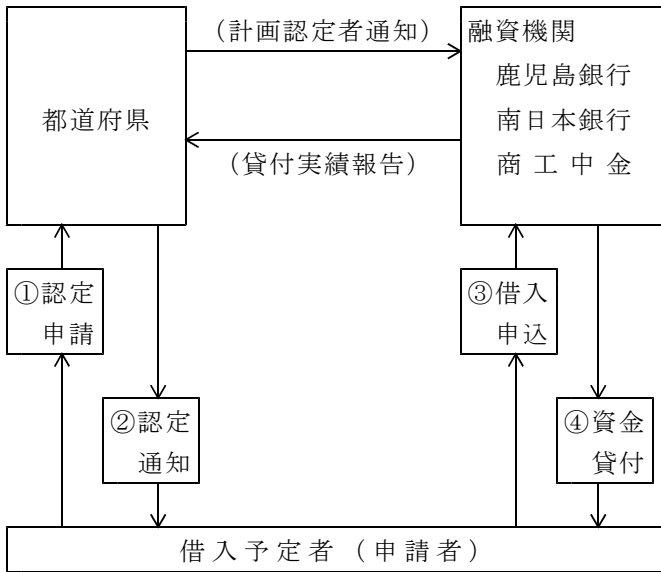 （計画認定者通知）
融資機関
鹿児島銀行
南日本銀行
商工中金
都道府県
（貸付実績報告）
①認定
申請
③借入
申込
②認定
通知
④資金
貸付
借入予定者（申請者）